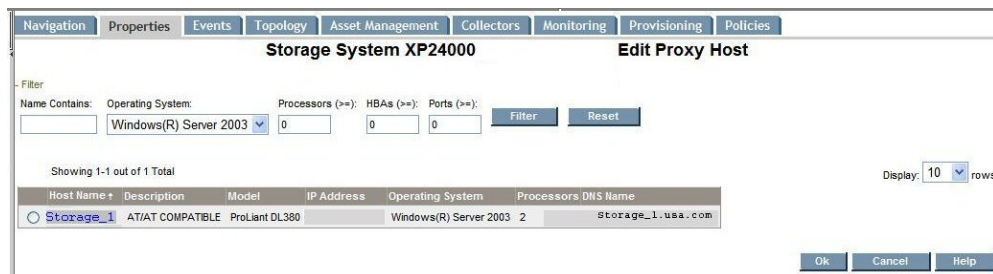 Navigation Properties Events Topology Asset Management Collectors Monitoring Provisioning Policies
Storage System XP24000 Edit Proxy Host
- Filter
Name Contains: Operating System: Processors (>=): HBAs (>=): Ports (>=):
Windows(R) Server 2003 0 0 0 Filter Reset
Showing 1-1 out of 1 Total Display: 10 rows
Host Name ↑ Description Model IP Address Operating System Processors DNS Name
Storage_1 AT/AT COMPATIBLE ProLiant DL380 Windows(R) Server 2003 2 Storage_1.usa.com
Ok Cancel Help